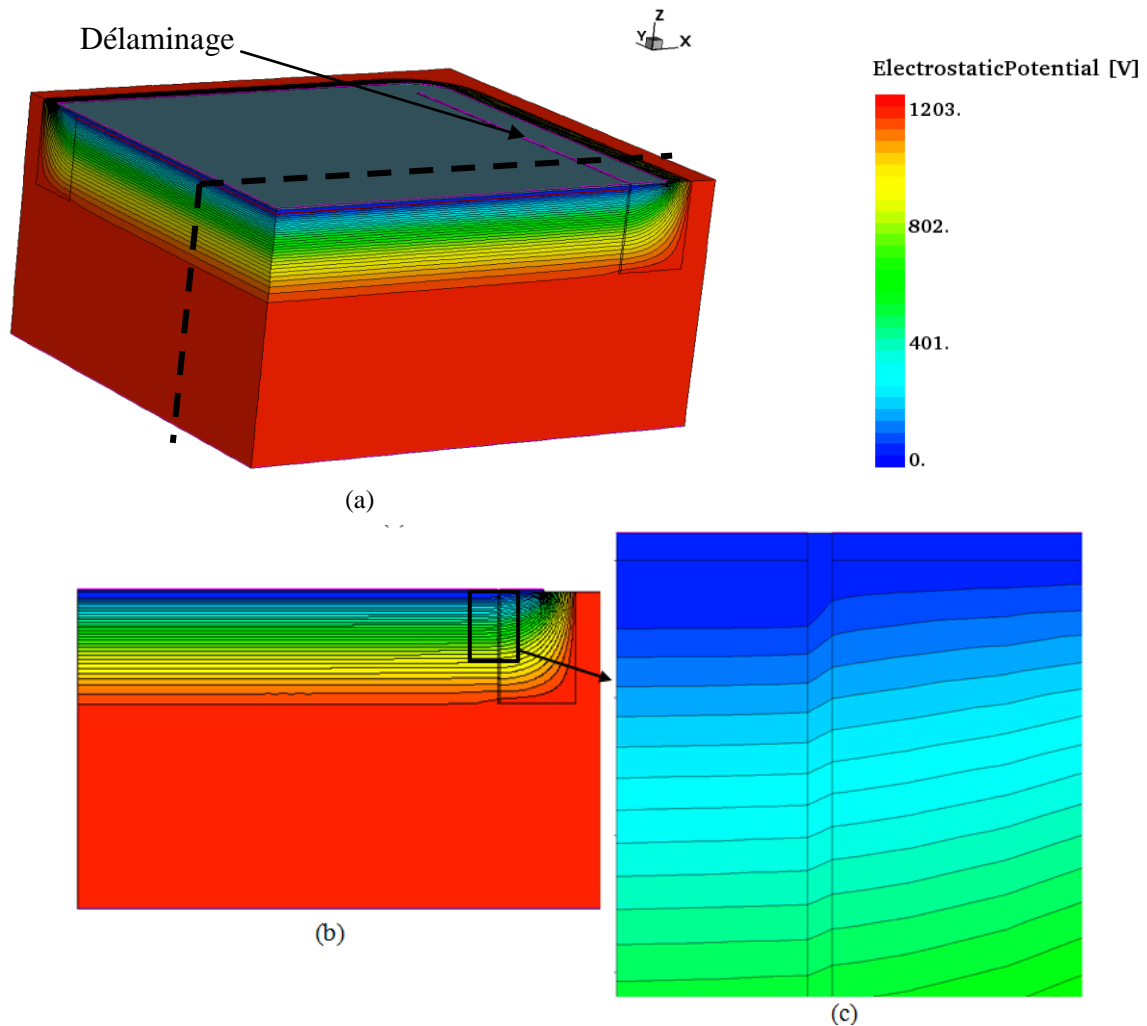 Délaminage
Z
Y
X
ElectrostaticPotential [V]
1203.
802.
401.
0.
(a)
(b)
(c)